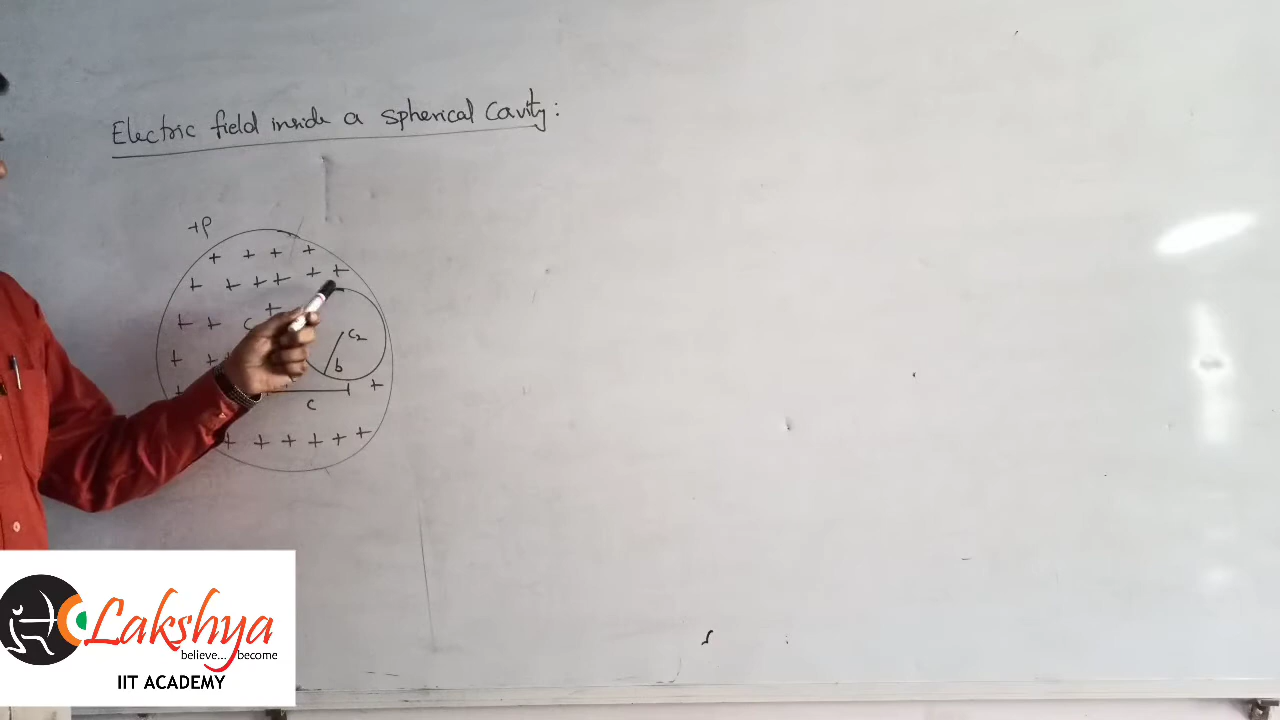 Electric field inside a spherical cavity:
+ρ
+ + + +
+ + + + + +
+ + C +
C₂
+ +
b
+
C
+ + + + + +
Lakshya
believe... become
IIT ACADEMY